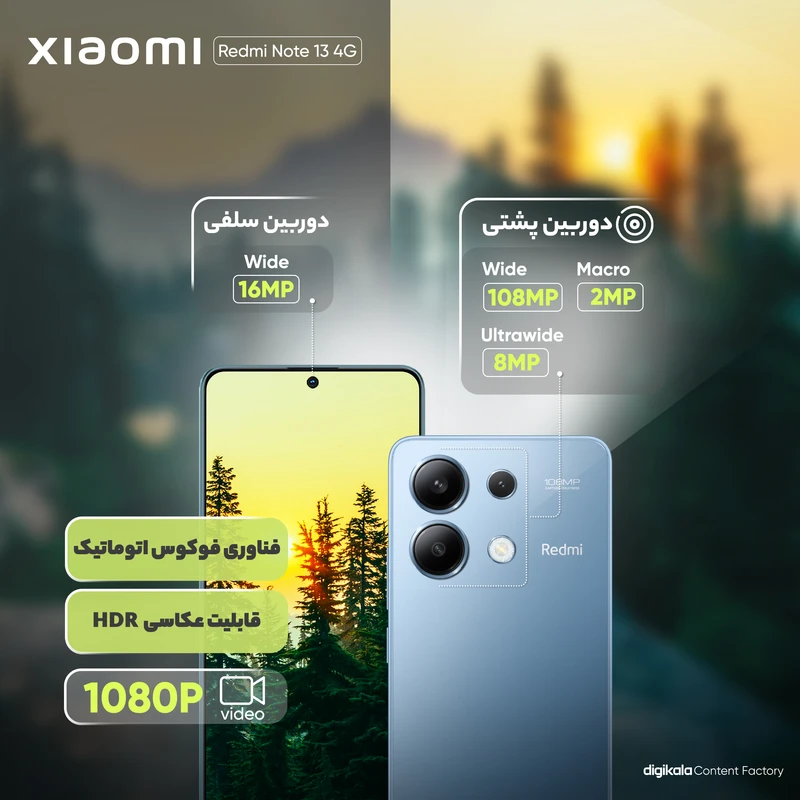 xiaomi
Redmi Note 13 4G
دوربین سلفی
Wide
16MP
دوربین پشتی
Wide Macro
108MP 2MP
Ultrawide
8MP
108MP
Redmi
فناوری فوکوس اتوماتیک
قابلیت عکاسی HDR
1080P
video
digikala Content Factory